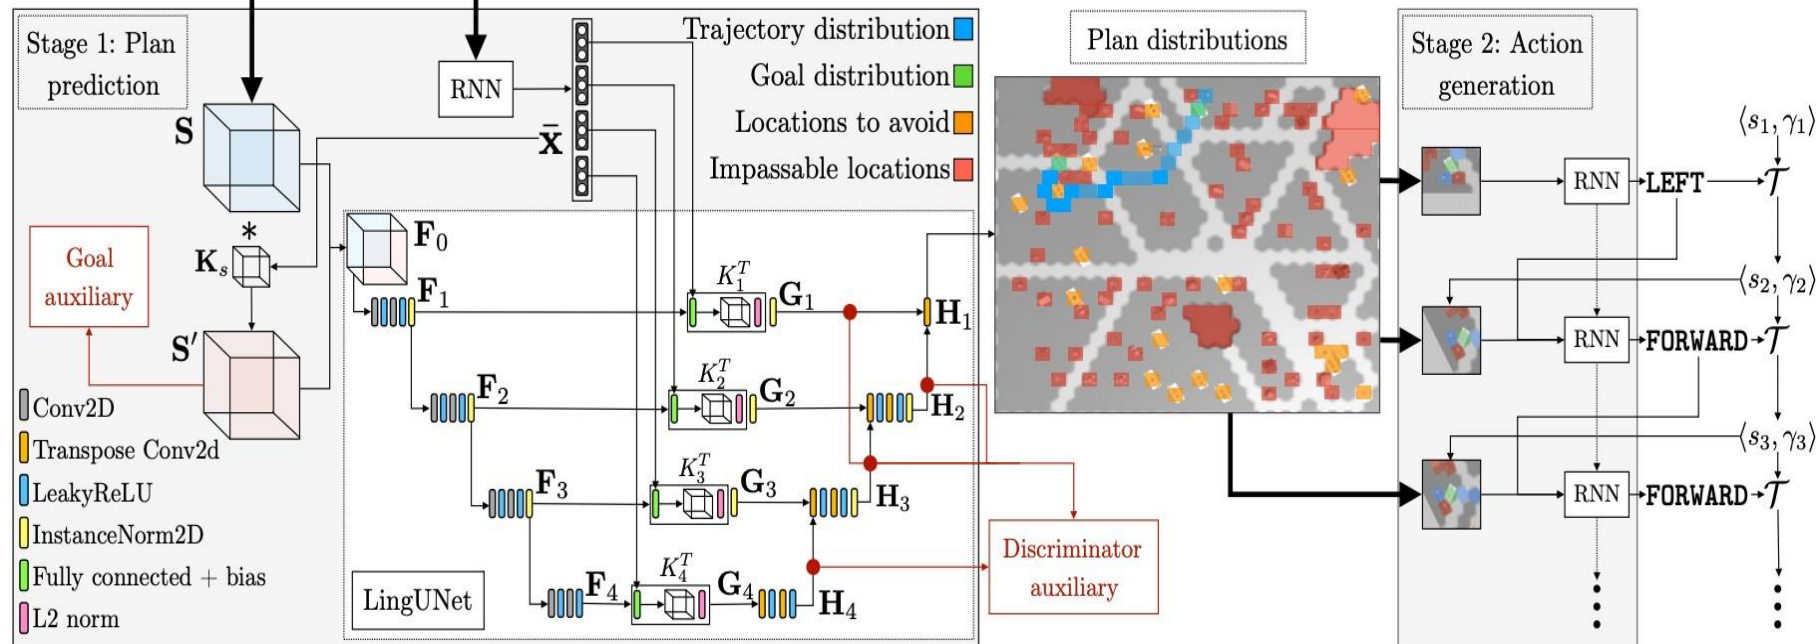 Stage 1: Plan
prediction
RNN
Trajectory distribution
Goal distribution
Locations to avoid
Impassable locations
S
X̄
*
K_s
S′
Goal
auxiliary
Conv2D
Transpose Conv2d
LeakyReLU
InstanceNorm2D
Fully connected + bias
L2 norm
F_0
F_1
K_1^T
G_1
H_1
F_2
K_2^T
G_2
H_2
F_3
K_3^T
G_3
H_3
F_4
K_4^T
G_4
H_4
LingUNet
Discriminator
auxiliary
Plan distributions
Stage 2: Action
generation
⟨s_1, γ_1⟩
RNN
LEFT
𝒯
⟨s_2, γ_2⟩
RNN
FORWARD
𝒯
⟨s_3, γ_3⟩
RNN
FORWARD
𝒯